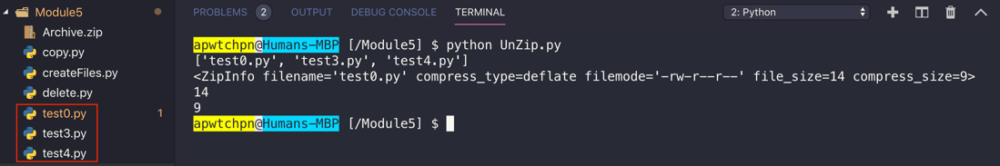 Module5
Archive.zip
copy.py
createFiles.py
delete.py
test0.py 1
test3.py
test4.py
PROBLEMS 2 OUTPUT DEBUG CONSOLE TERMINAL 2: Python
apwtchpn@Humans-MBP [/Module5] $ python UnZip.py
['test0.py', 'test3.py', 'test4.py']
<ZipInfo filename='test0.py' compress_type=deflate filemode='-rw-r--r--' file_size=14 compress_size=9>
14
9
apwtchpn@Humans-MBP [/Module5] $